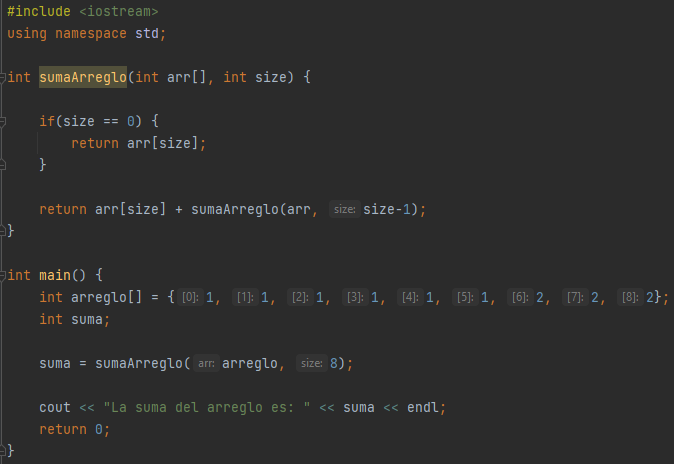 #include <iostream>
using namespace std;
int sumaArreglo(int arr[], int size) {
if(size == 0) {
return arr[size];
}
return arr[size] + sumaArreglo(arr, size: size-1);
}
int main() {
int arreglo[] = {[0]: 1, [1]: 1, [2]: 1, [3]: 1, [4]: 1, [5]: 1, [6]: 2, [7]: 2, [8]: 2};
int suma;
suma = sumaArreglo( arr: arreglo, size: 8);
cout << "La suma del arreglo es: " << suma << endl;
return 0;
}